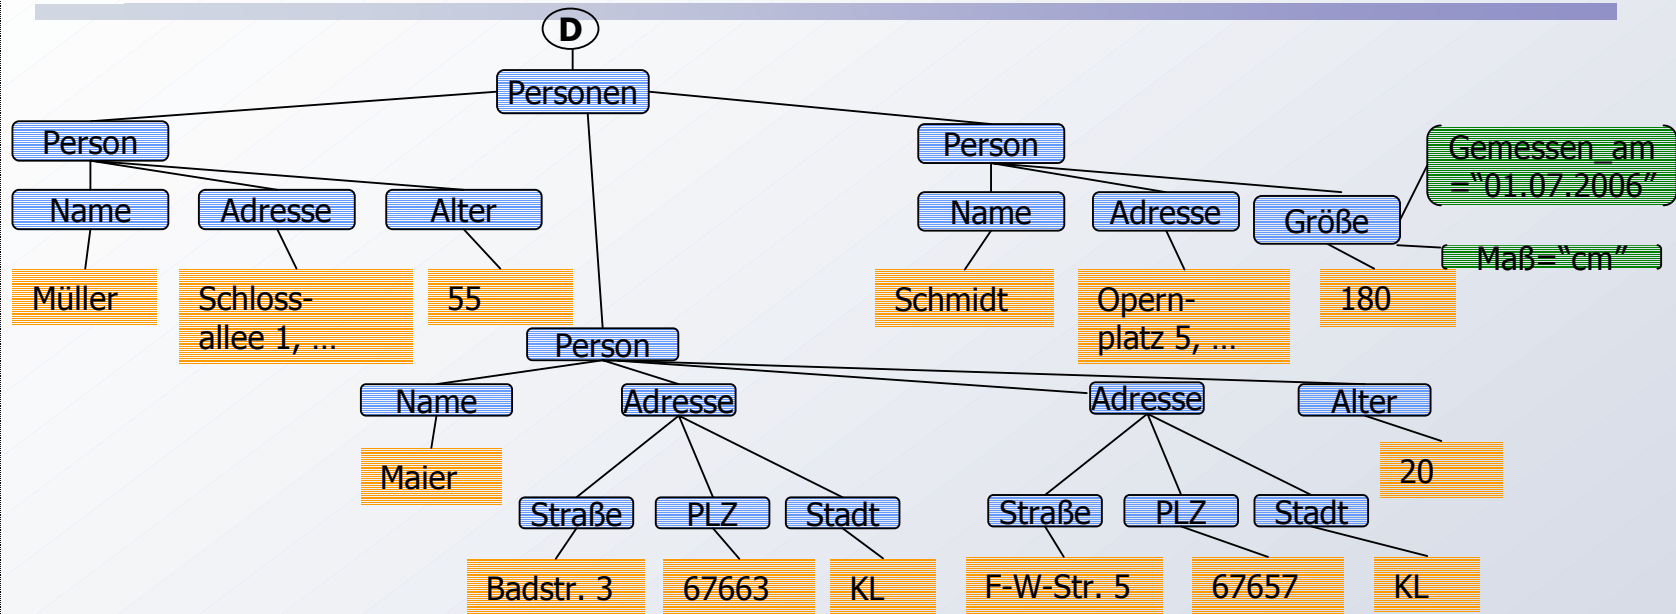 D
Personen
Person
Person
Gemessen_am
="01.07.2006"
Name
Adresse
Alter
Name
Adresse
Größe
Maß="cm"
Müller
Schloss-
allee 1, ...
55
Schmidt
Opern-
platz 5, ...
180
Person
Name
Adresse
Adresse
Alter
Maier
20
Straße
PLZ
Stadt
Straße
PLZ
Stadt
Badstr. 3
67663
KL
F-W-Str. 5
67657
KL